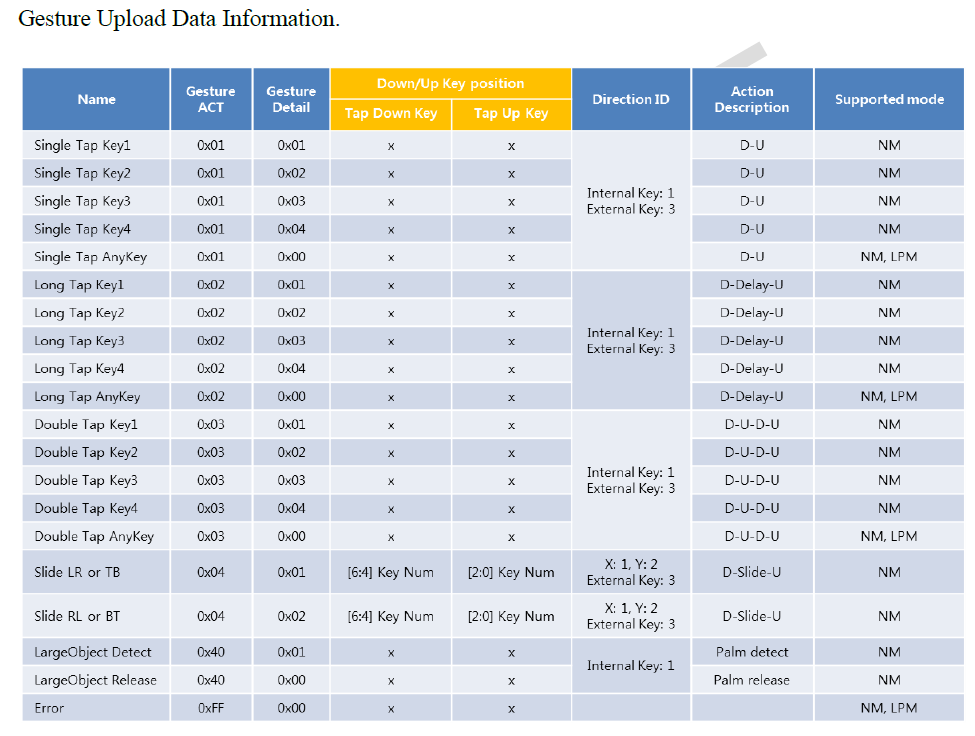 Gesture Upload Data Information.
Name Gesture ACT Gesture Detail Down/Up Key position Direction ID Action Description Supported mode
Tap Down Key Tap Up Key
Single Tap Key1 0x01 0x01 x x Internal Key: 1 External Key: 3 D-U NM
Single Tap Key2 0x01 0x02 x x D-U NM
Single Tap Key3 0x01 0x03 x x D-U NM
Single Tap Key4 0x01 0x04 x x D-U NM
Single Tap AnyKey 0x01 0x00 x x D-U NM, LPM
Long Tap Key1 0x02 0x01 x x Internal Key: 1 External Key: 3 D-Delay-U NM
Long Tap Key2 0x02 0x02 x x D-Delay-U NM
Long Tap Key3 0x02 0x03 x x D-Delay-U NM
Long Tap Key4 0x02 0x04 x x D-Delay-U NM
Long Tap AnyKey 0x02 0x00 x x D-Delay-U NM, LPM
Double Tap Key1 0x03 0x01 x x Internal Key: 1 External Key: 3 D-U-D-U NM
Double Tap Key2 0x03 0x02 x x D-U-D-U NM
Double Tap Key3 0x03 0x03 x x D-U-D-U NM
Double Tap Key4 0x03 0x04 x x D-U-D-U NM
Double Tap AnyKey 0x03 0x00 x x D-U-D-U NM, LPM
Slide LR or TB 0x04 0x01 [6:4] Key Num [2:0] Key Num X: 1, Y: 2 External Key: 3 D-Slide-U NM
Slide RL or BT 0x04 0x02 [6:4] Key Num [2:0] Key Num X: 1, Y: 2 External Key: 3 D-Slide-U NM
LargeObject Detect 0x40 0x01 x x Internal Key: 1 Palm detect NM
LargeObject Release 0x40 0x00 x x Palm release NM
Error 0xFF 0x00 x x NM, LPM